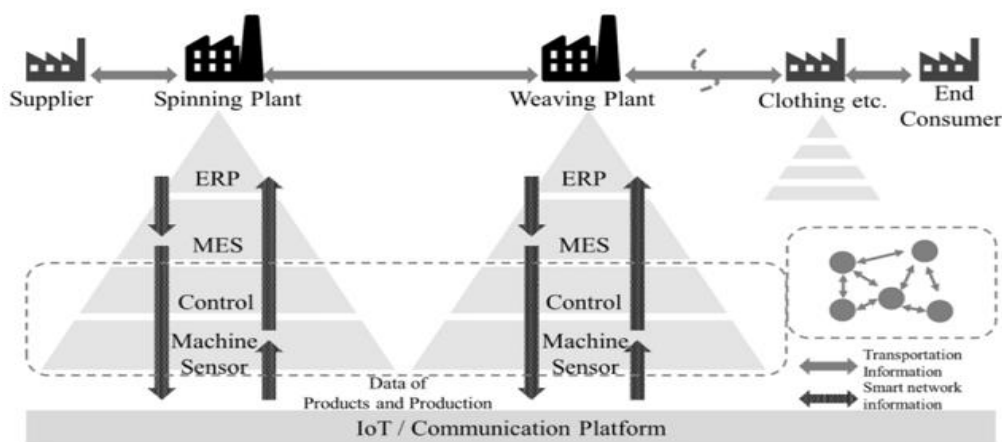 Supplier
Spinning Plant
Weaving Plant
Clothing etc.
End
Consumer
ERP
ERP
MES
MES
Control
Control
Machine
Sensor
Machine
Sensor
Transportation
Information
Smart network
information
Data of
Products and Production
IoT / Communication Platform